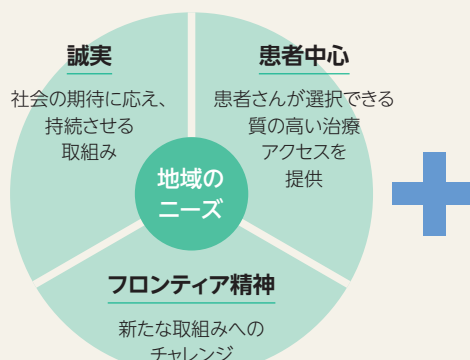 誠実
社会の期待に応え、
持続させる
取組み
患者中心
患者さんが選択できる
質の高い治療
アクセスを
提供
地域の
ニーズ
フロンティア精神
新たな取組みへの
チャレンジ